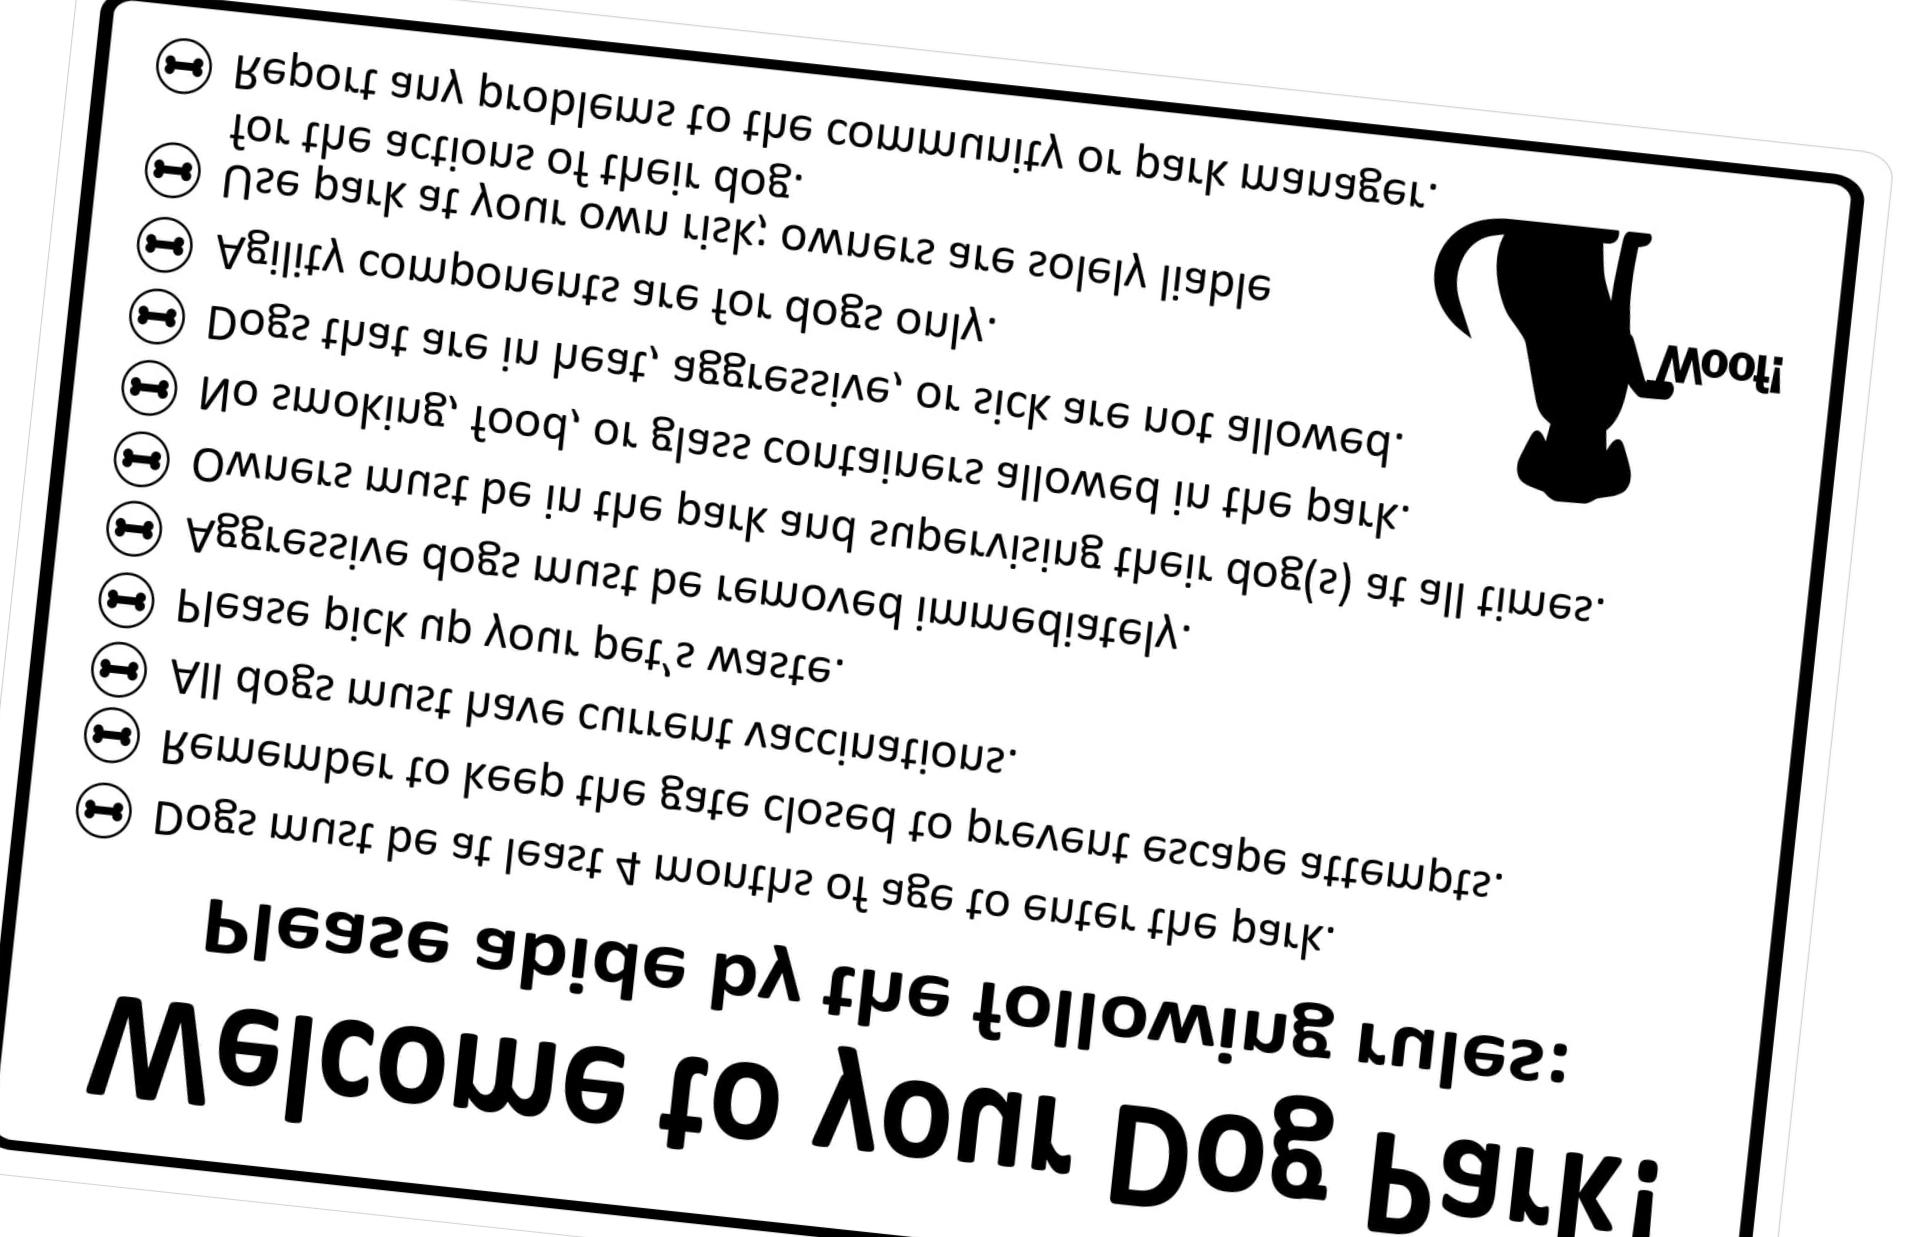 Welcome to your Dog Park!
Please abide by the following rules:
Dogs must be at least 4 months of age to enter the park.
Remember to keep the gate closed to prevent escape attempts.
All dogs must have current vaccinations.
Please pick up your pet's waste.
Aggressive dogs must be removed immediately.
Owners must be in the park and supervising their dog(s) at all times.
No smoking, food, or glass containers allowed in the park.
Dogs that are in heat, aggressive, or sick are not allowed.
Agility components are for dogs only.
Use park at your own risk; owners are solely liable
for the actions of their dog.
Report any problems to the community or park manager.
Woof!